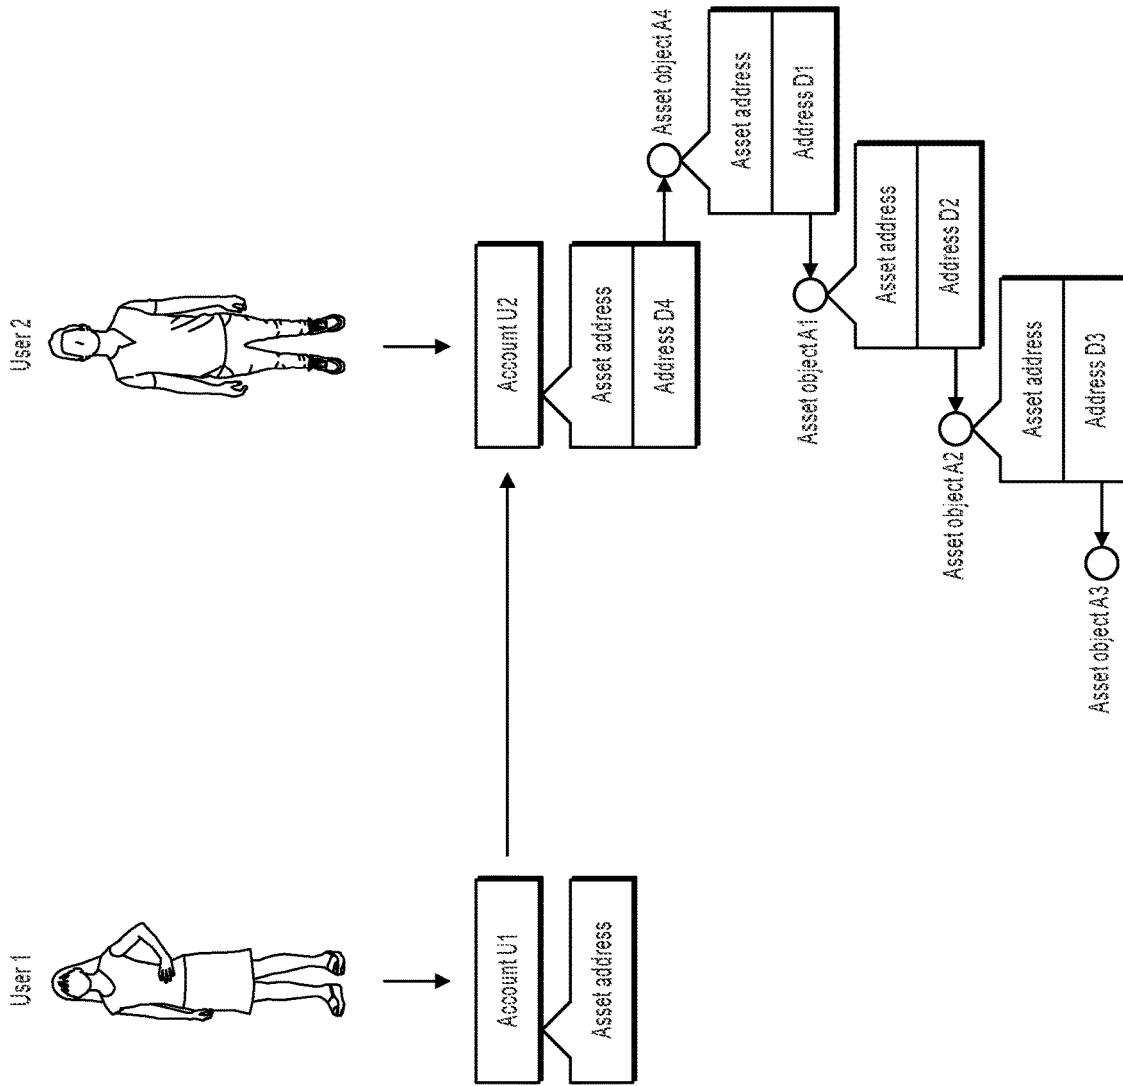 User 1
Account U1
Asset address
User 2
Account U2
Asset address
Address D4
Asset object A4
Asset address
Address D1
Asset object A1
Asset address
Address D2
Asset object A2
Asset address
Address D3
Asset object A3